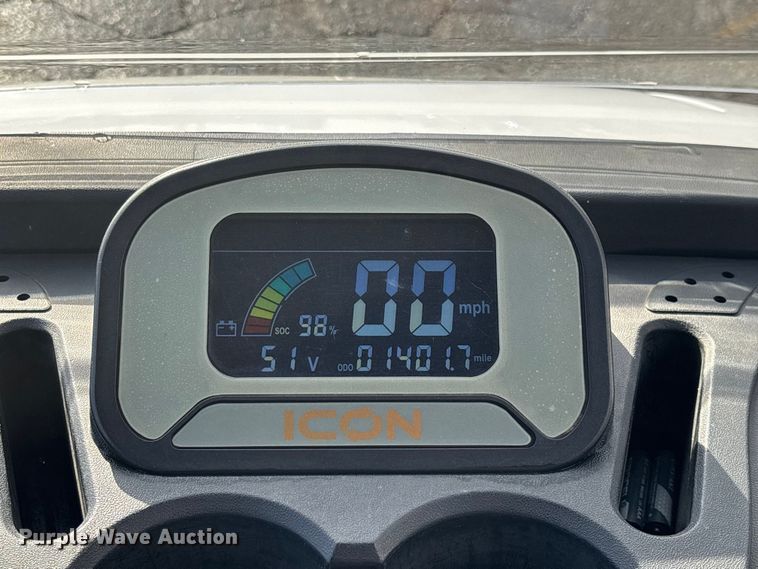 00 mph
SOC 98 %
51 V ODO 01401.7 mile
ICON
Purple Wave Auction